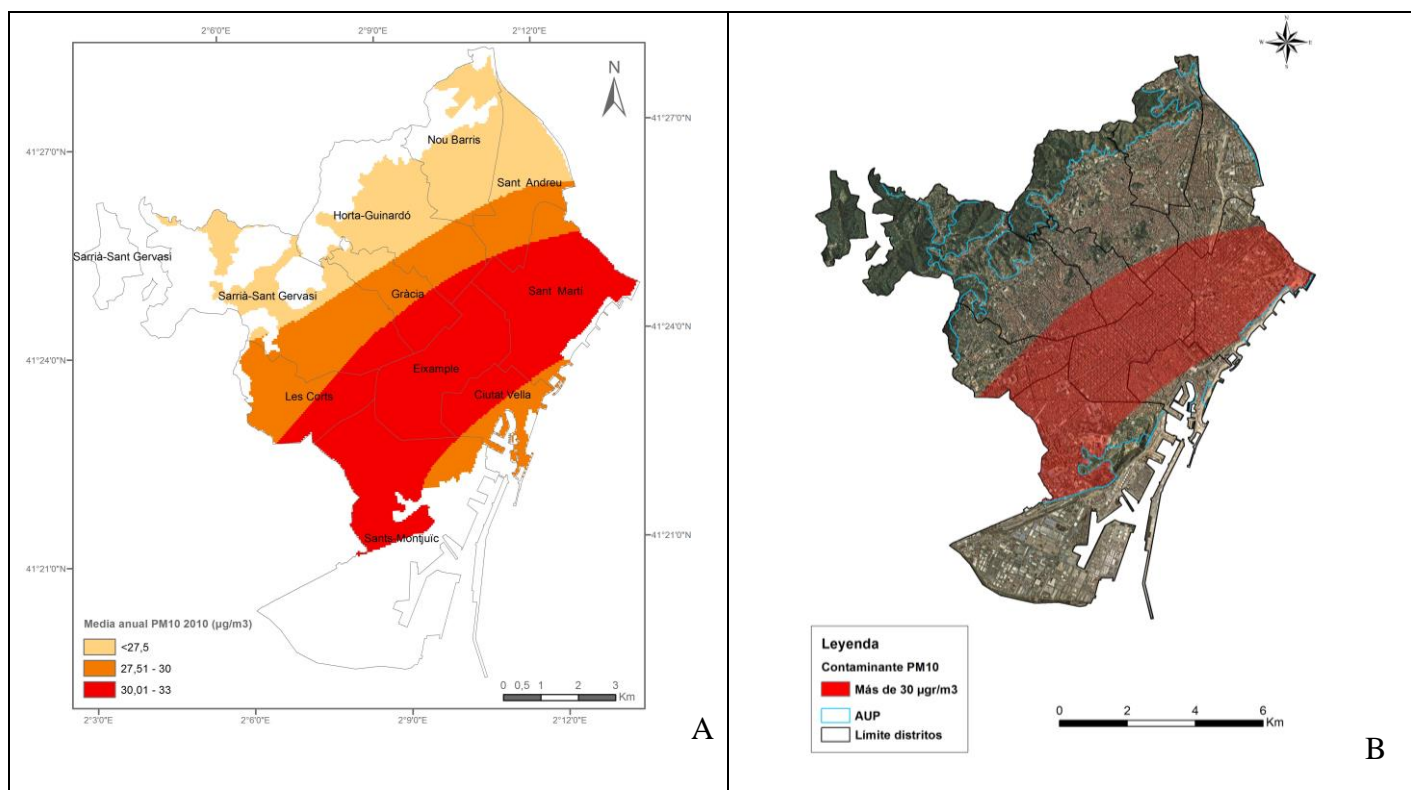 2°6'0"E 2°9'0"E 2°12'0"E
N
41°27'0"N
41°27'0"N
Nou Barris
Sant Andreu
Horta-Guinardó
Sarrià-Sant Gervasi
Sarrià-Sant Gervasi
Gràcia
Sant Martí
41°24'0"N
41°24'0"N
Eixample
Les Corts
Ciutat Vella
41°21'0"N
Sants-Montjuïc
41°21'0"N
Media anual PM10 2010 (µg/m3)
<27,5
27,51 - 30
30,01 - 33
0 0,5 1 2 3
Km
2°3'0"E 2°6'0"E 2°9'0"E 2°12'0"E
A
N
W E
S
Leyenda
Contaminante PM10
Más de 30 µgr/m3
AUP
Límite distritos
0 2 4 6
Km
B